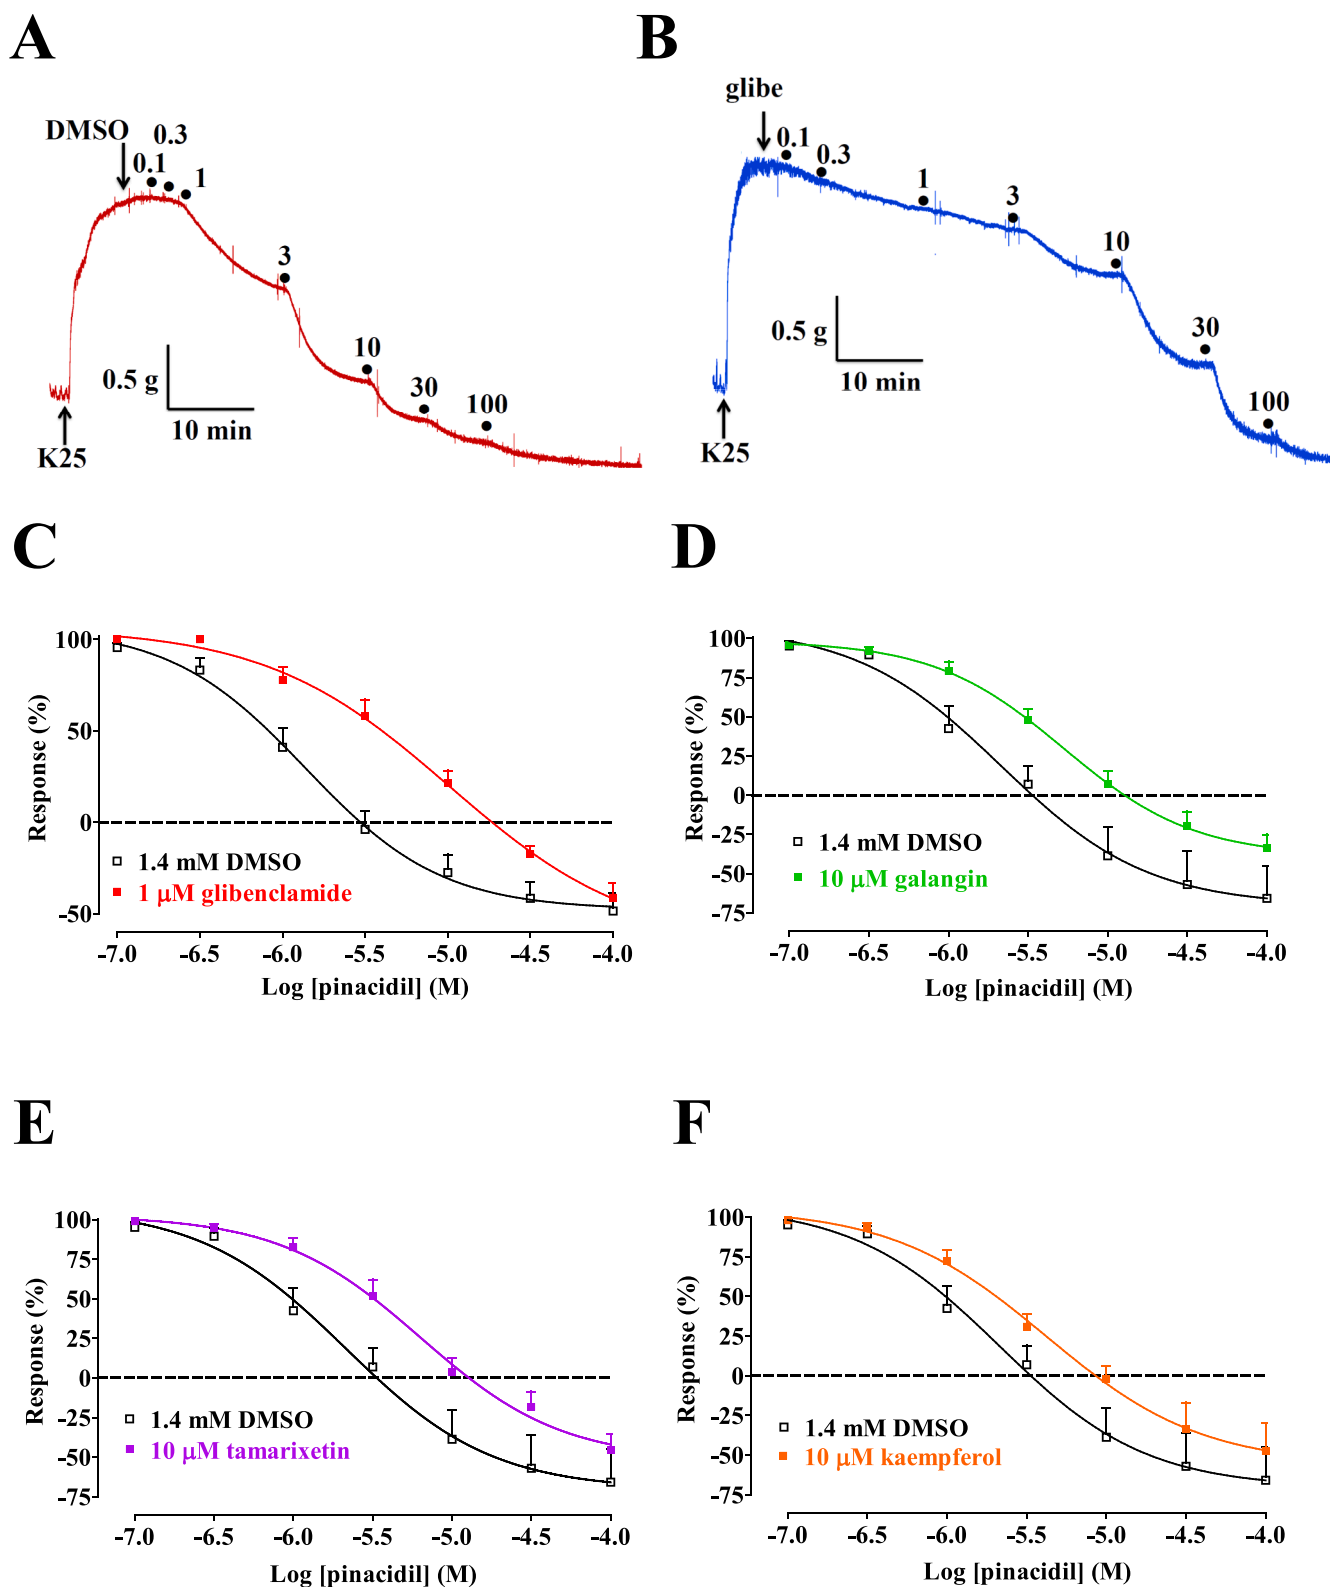 A
B
DMSO
0.1
0.3
1
3
10
30
100
0.5 g
10 min
K25
glibe
0.1
0.3
1
3
10
30
100
0.5 g
10 min
K25
C
Response (%)
100
50
0
-50
1.4 mM DMSO
1 μM glibenclamide
-7.0 -6.5 -6.0 -5.5 -5.0 -4.5 -4.0
Log [pinacidil] (M)
D
Response (%)
100
75
50
25
0
-25
-50
-75
1.4 mM DMSO
10 μM galangin
-7.0 -6.5 -6.0 -5.5 -5.0 -4.5 -4.0
Log [pinacidil] (M)
E
Response (%)
100
75
50
25
0
-25
-50
-75
1.4 mM DMSO
10 μM tamarixetin
-7.0 -6.5 -6.0 -5.5 -5.0 -4.5 -4.0
Log [pinacidil] (M)
F
Response (%)
100
75
50
25
0
-25
-50
-75
1.4 mM DMSO
10 μM kaempferol
-7.0 -6.5 -6.0 -5.5 -5.0 -4.5 -4.0
Log [pinacidil] (M)